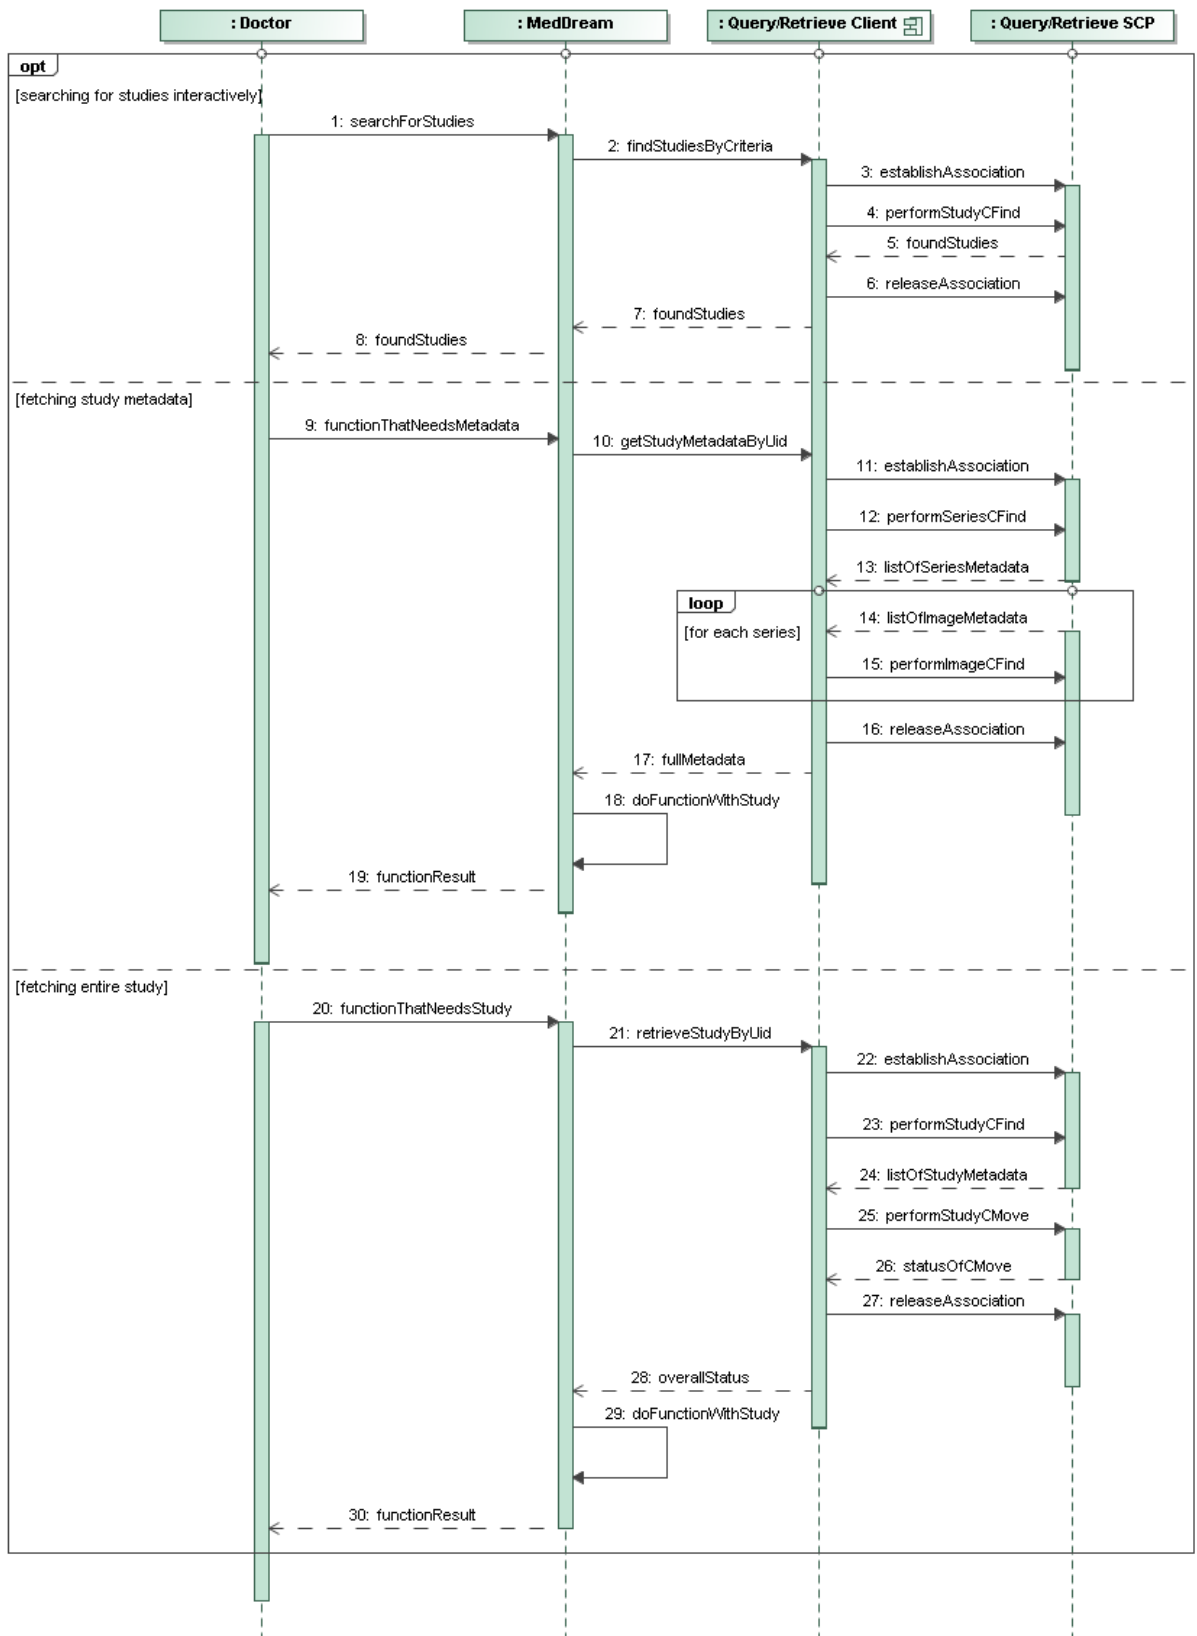 : Doctor
: MedDream
: Query/Retrieve Client
: Query/Retrieve SCP
opt
[searching for studies interactively]
1: searchForStudies
2: findStudiesByCriteria
3: establishAssociation
4: performStudyCFind
5: foundStudies
6: releaseAssociation
7: foundStudies
8: foundStudies
[fetching study metadata]
9: functionThatNeedsMetadata
10: getStudyMetadataByUid
11: establishAssociation
12: performSeriesCFind
13: listOfSeriesMetadata
loop
[for each series]
14: listOfImageMetadata
15: performImageCFind
16: releaseAssociation
17: fullMetadata
18: doFunctionWithStudy
19: functionResult
[fetching entire study]
20: functionThatNeedsStudy
21: retrieveStudyByUid
22: establishAssociation
23: performStudyCFind
24: listOfStudyMetadata
25: performStudyCMove
26: statusOfCMove
27: releaseAssociation
28: overallStatus
29: doFunctionWithStudy
30: functionResult